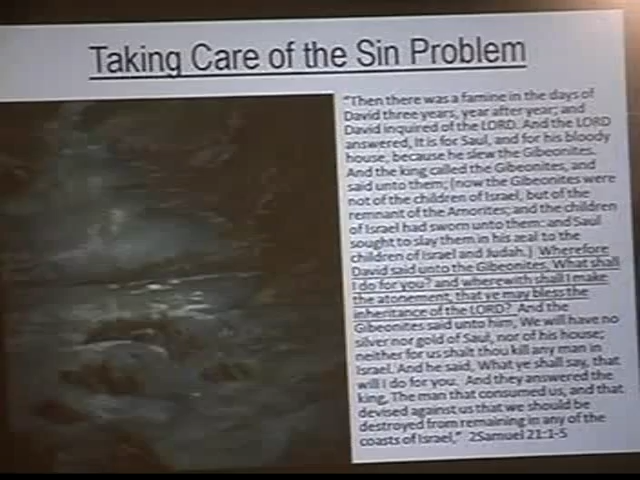 Taking Care of the Sin Problem
"Then there was a famine in the days of
David three years, year after year; and
David inquired of the LORD. And the LORD
answered, It is for Saul, and for his bloody
house, because he slew the Gibeonites.
And the king called the Gibeonites, and
said unto them; (now the Gibeonites were
not of the children of Israel, but of the
remnant of the Amorites; and the children
of Israel had sworn unto them: and Saul
sought to slay them in his zeal to the
children of Israel and Judah.) Wherefore
David said unto the Gibeonites, What shall
I do for you? and wherewith shall I make
the atonement, that ye may bless the
inheritance of the LORD? And the
Gibeonites said unto him, We will have no
silver nor gold of Saul, nor of his house;
neither for us shalt thou kill any man in
Israel. And he said, What ye shall say, that
will I do for you. And they answered the
king, The man that consumed us, and that
devised against us that we should be
destroyed from remaining in any of the
coasts of Israel," 2Samuel 21:1-5